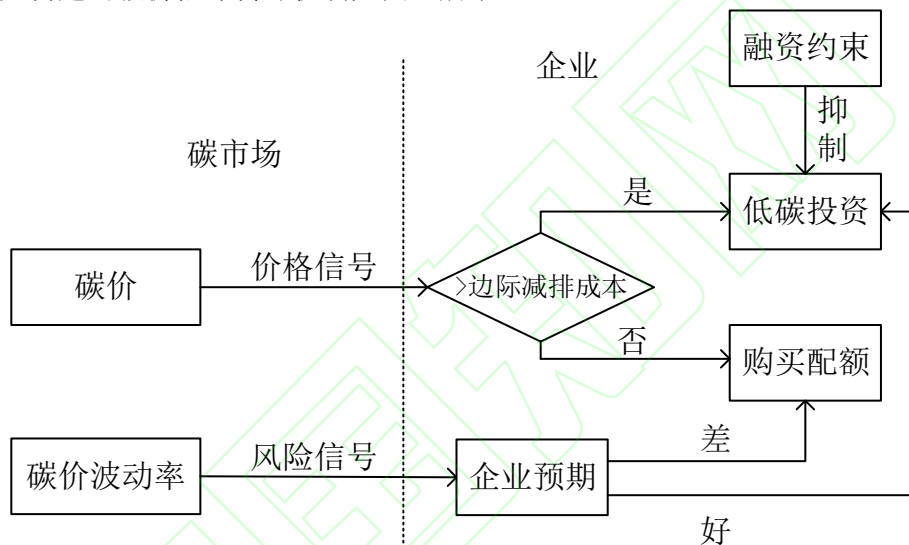 企业
融资约束
抑
制
碳市场
是
低碳投资
碳价
价格信号
>边际减排成本
否
购买配额
碳价波动率
风险信号
企业预期
差
好